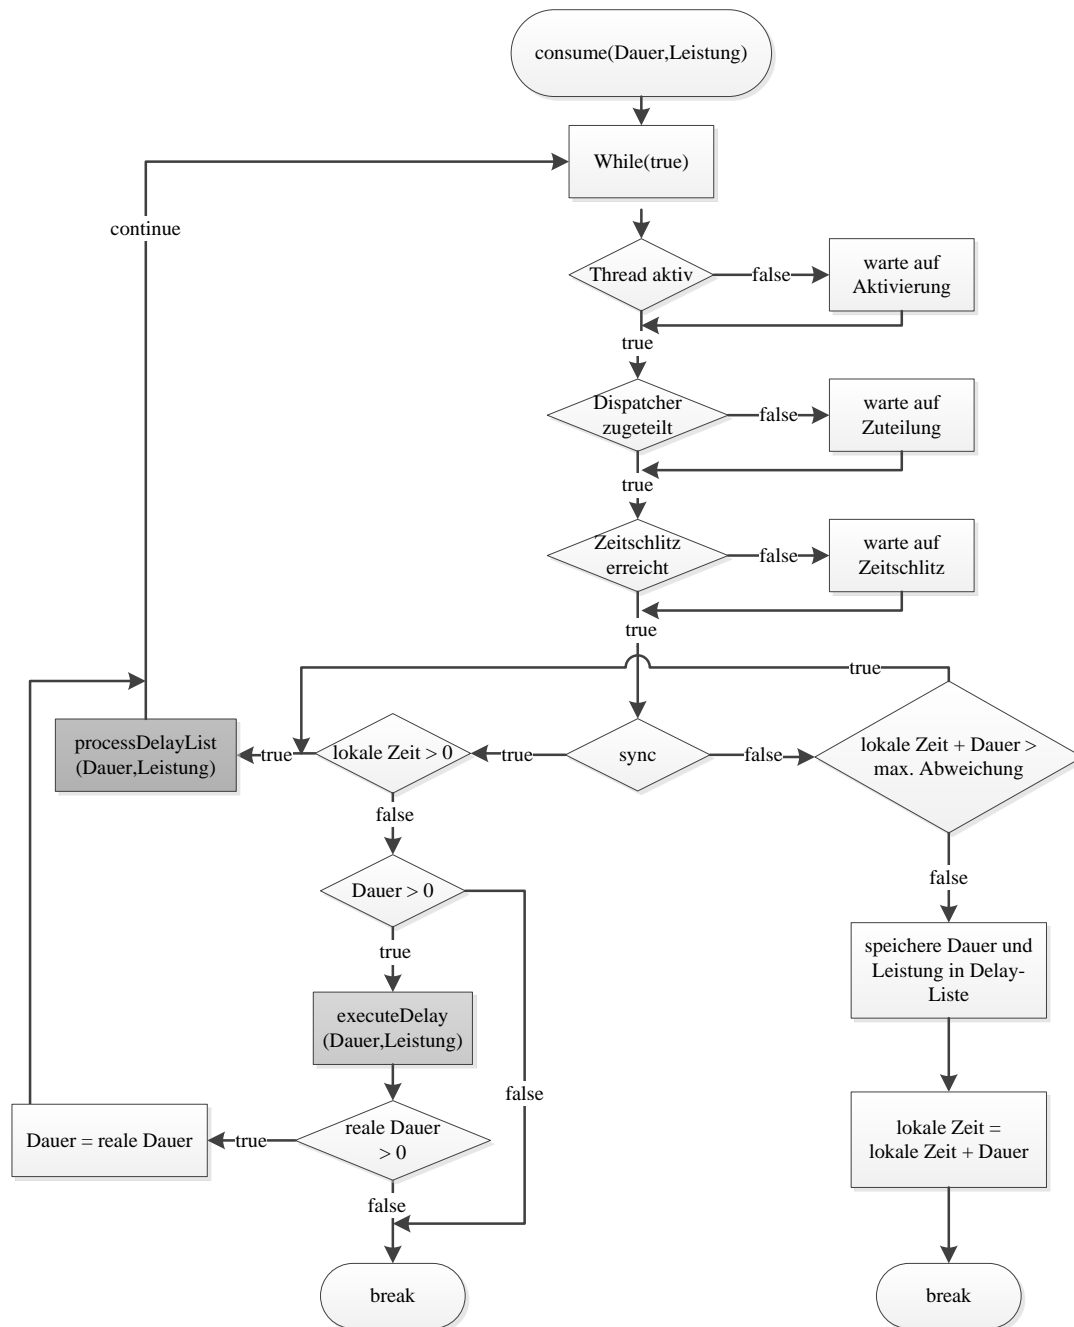 consume(Dauer,Leistung)
While(true)
continue
Thread aktiv
false
warte auf
Aktivierung
true
Dispatcher
zugeteilt
false
warte auf
Zuteilung
true
Zeitschlitz
erreicht
false
warte auf
Zeitschlitz
true
true
processDelayList
(Dauer,Leistung)
true
lokale Zeit > 0
true
sync
false
lokale Zeit + Dauer >
max. Abweichung
false
false
Dauer > 0
true
speichere Dauer und
Leistung in Delay-
Liste
executeDelay
(Dauer,Leistung)
false
Dauer = reale Dauer
true
reale Dauer
> 0
lokale Zeit =
lokale Zeit + Dauer
false
break
break